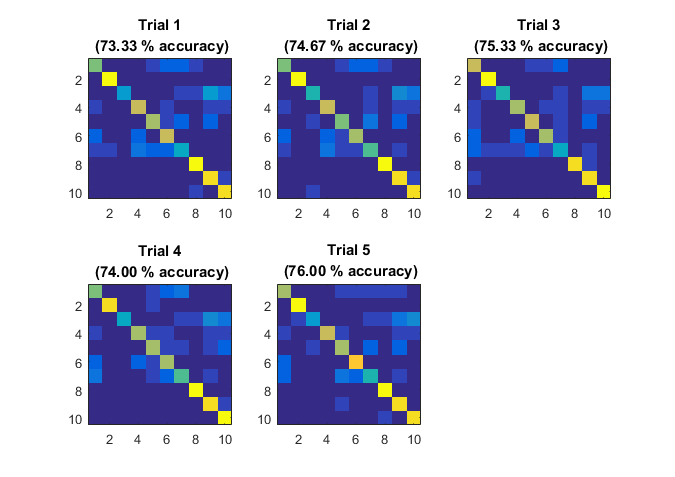 Trial 1
(73.33 % accuracy)
2
4
6
8
10
2 4 6 8 10
Trial 2
(74.67 % accuracy)
2
4
6
8
10
2 4 6 8 10
Trial 3
(75.33 % accuracy)
2
4
6
8
10
2 4 6 8 10
Trial 4
(74.00 % accuracy)
2
4
6
8
10
2 4 6 8 10
Trial 5
(76.00 % accuracy)
2
4
6
8
10
2 4 6 8 10